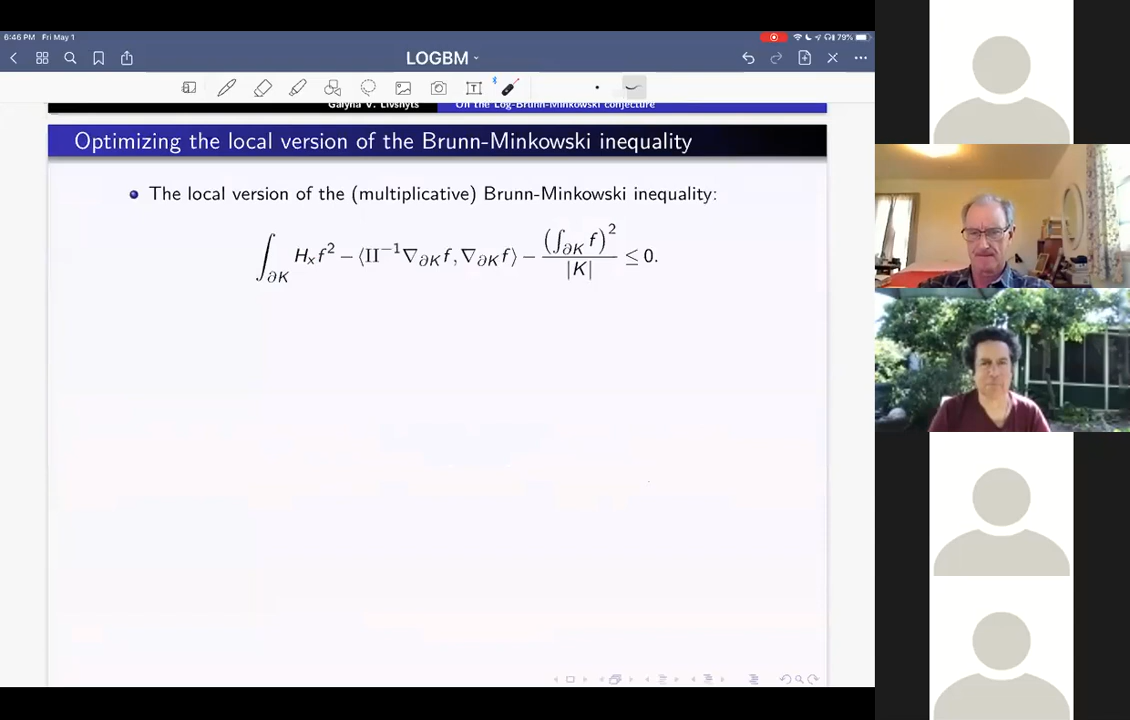 6:46 PM Fri May 1
79%
LOGBM
Galyna V. Livshyts
On the Log-Brunn-Minkowski conjecture
Optimizing the local version of the Brunn-Minkowski inequality
The local version of the (multiplicative) Brunn-Minkowski inequality:
∫_{∂K} H_x f² − ⟨II⁻¹∇_{∂K} f, ∇_{∂K} f⟩ − (∫_{∂K} f)² / |K| ≤ 0.